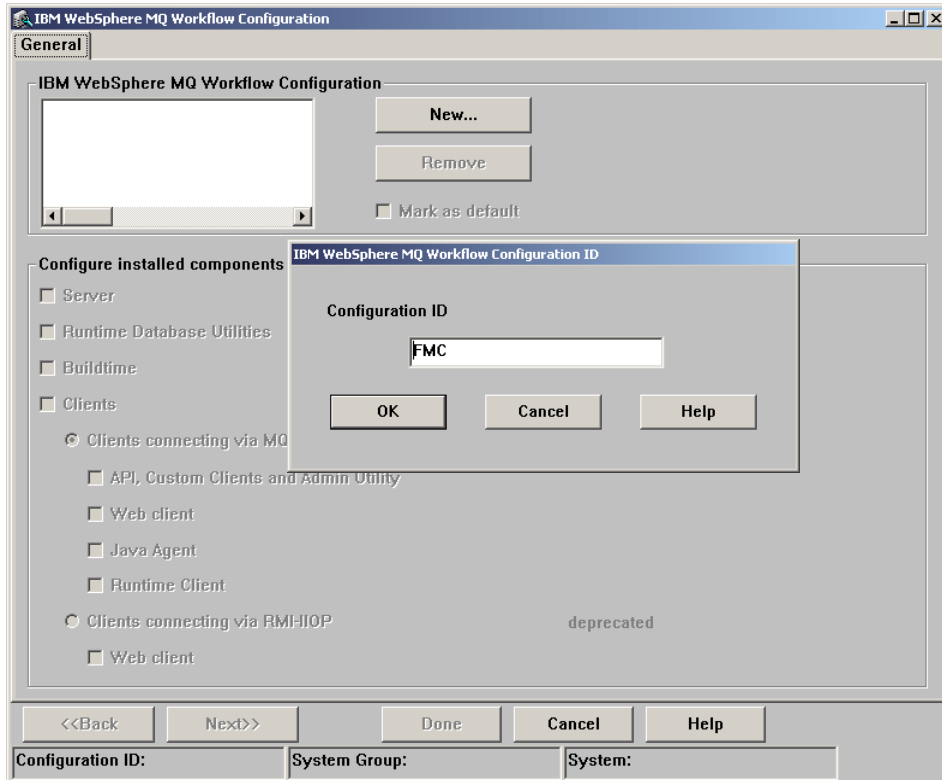 IBM WebSphere MQ Workflow Configuration
General
IBM WebSphere MQ Workflow Configuration
New...
Remove
Mark as default
IBM WebSphere MQ Workflow Configuration ID
Configuration ID
FMC
OK Cancel Help
Configure installed components
Server
Runtime Database Utilities
Buildtime
Clients
Clients connecting via MQ
API, Custom Clients and Admin Utility
Web client
Java Agent
Runtime Client
Clients connecting via RMI-IIOP deprecated
Web client
<<Back Next>> Done Cancel Help
Configuration ID: System Group: System: